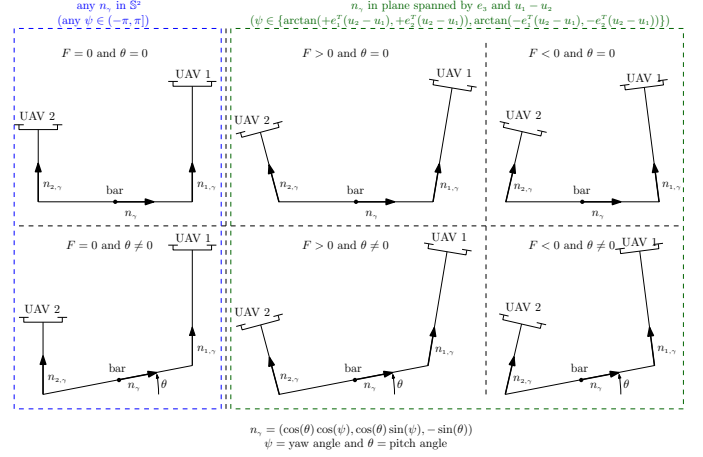 any n_γ in 𝕊²
(any ψ ∈ (−π, π])
n_γ in plane spanned by e_3 and u_1 − u_2
(ψ ∈ {arctan(+e_1^T(u_2 − u_1), +e_2^T(u_2 − u_1)), arctan(−e_1^T(u_2 − u_1), −e_2^T(u_2 − u_1))})
F = 0 and θ = 0
UAV 1
UAV 2
n_{2,γ}
bar
n_γ
n_{1,γ}
F > 0 and θ = 0
UAV 1
UAV 2
n_{2,γ}
bar
n_γ
n_{1,γ}
F < 0 and θ = 0
UAV 1
UAV 2
n_{2,γ}
bar
n_γ
n_{1,γ}
F = 0 and θ ≠ 0
UAV 1
UAV 2
n_{2,γ}
bar
n_γ
θ
n_{1,γ}
F > 0 and θ ≠ 0
UAV 1
UAV 2
n_{2,γ}
bar
n_γ
θ
n_{1,γ}
F < 0 and θ ≠ 0
UAV 1
UAV 2
n_{2,γ}
bar
n_γ
θ
n_{1,γ}
n_γ = (cos(θ) cos(ψ), cos(θ) sin(ψ), − sin(θ))
ψ = yaw angle and θ = pitch angle